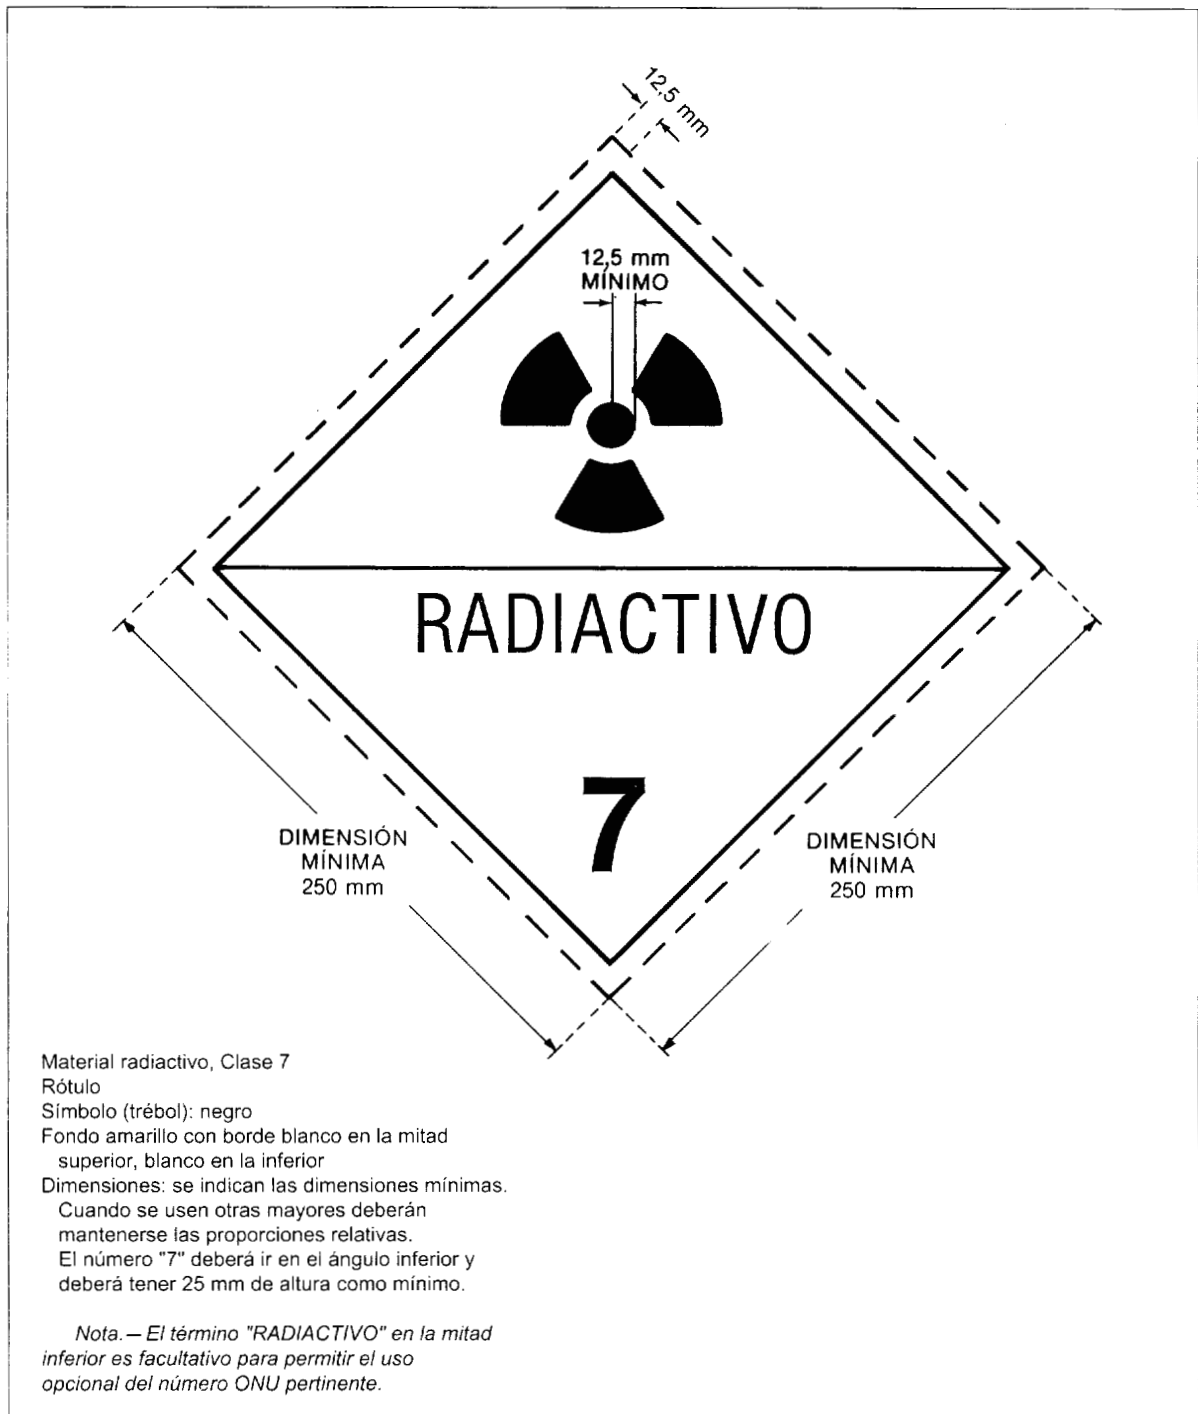 12,5 mm
12,5 mm
MÍNIMO
RADIACTIVO
7
DIMENSIÓN
MÍNIMA
250 mm
DIMENSIÓN
MÍNIMA
250 mm
Material radiactivo, Clase 7
Rótulo
Símbolo (trébol): negro
Fondo amarillo con borde blanco en la mitad
superior, blanco en la inferior
Dimensiones: se indican las dimensiones mínimas.
Cuando se usen otras mayores deberán
mantenerse las proporciones relativas.
El número "7" deberá ir en el ángulo inferior y
deberá tener 25 mm de altura como mínimo.
Nota.— El término "RADIACTIVO" en la mitad
inferior es facultativo para permitir el uso
opcional del número ONU pertinente.